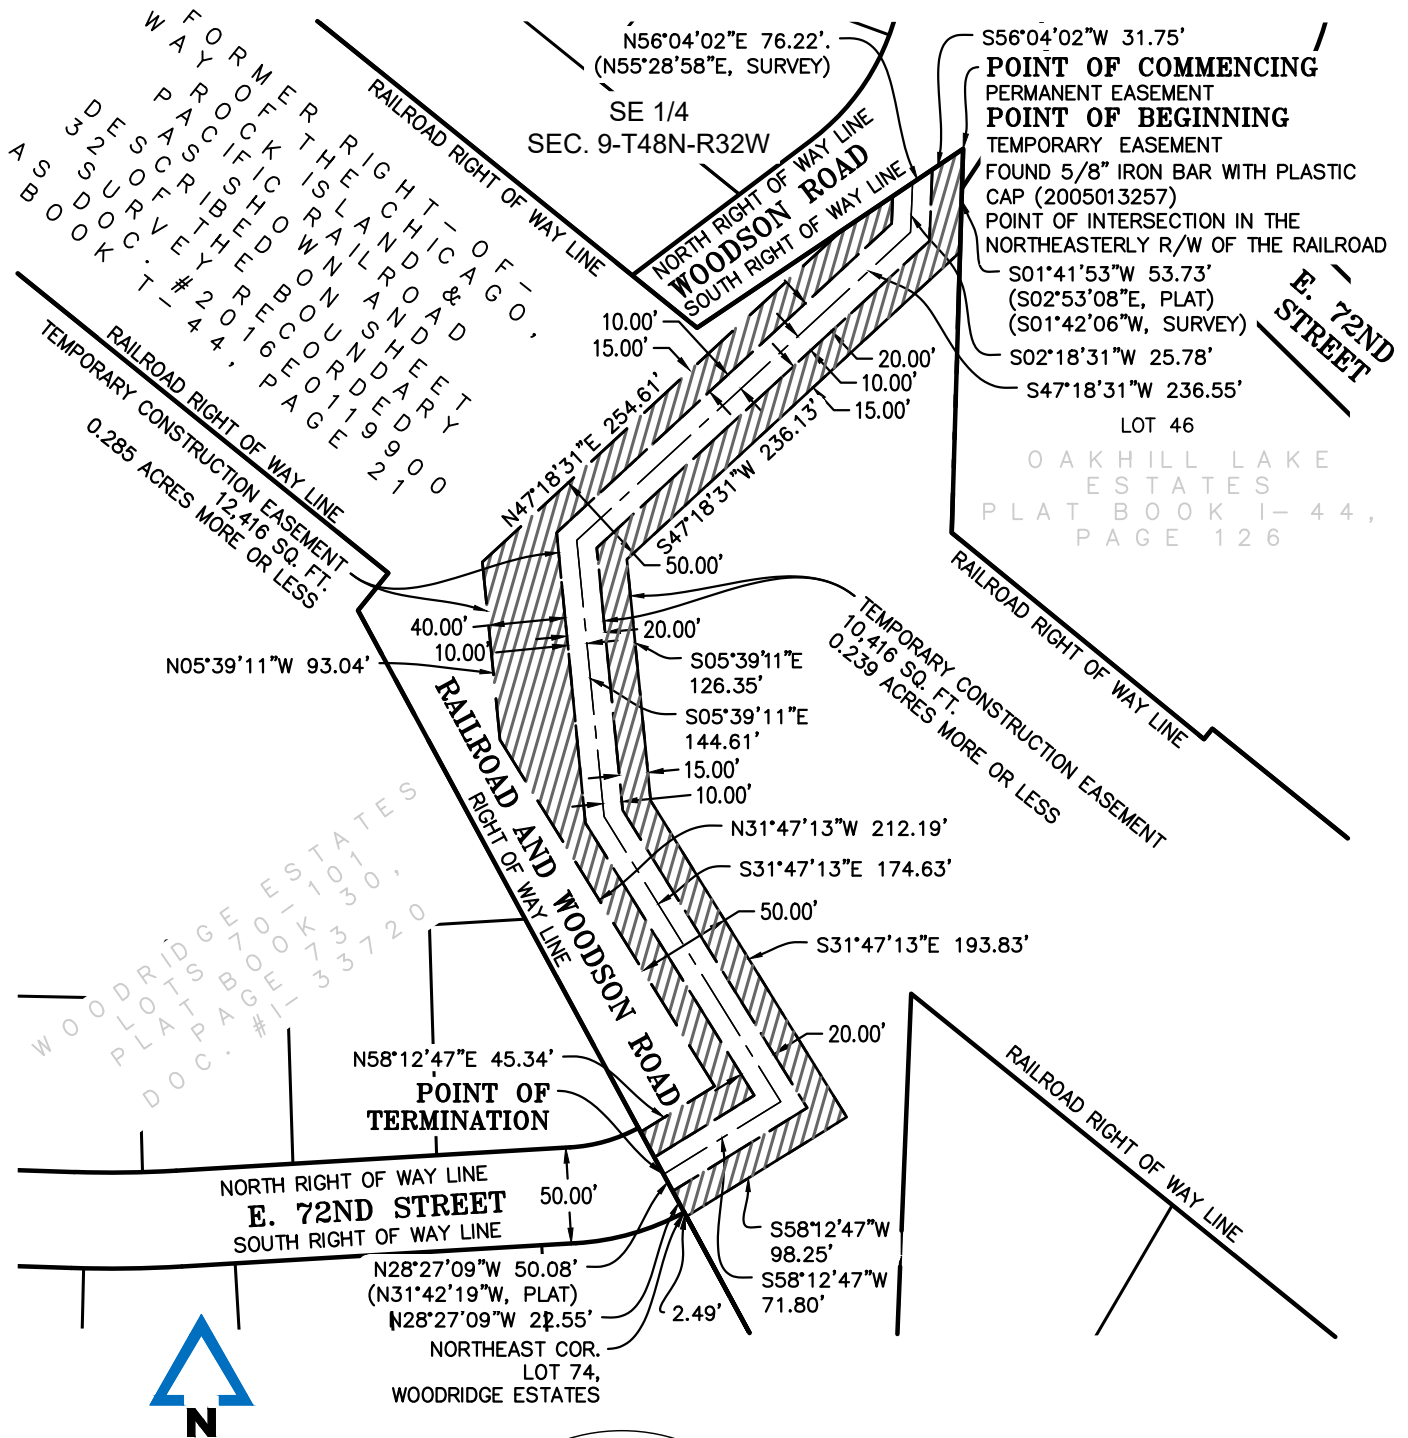 FORMER RIGHT-OF-
WAY OF THE CHICAGO,
ROCK ISLAND &
PACIFIC RAILROAD
AS SHOWN AND
DESCRIBED ON SHEET
32 OF THE BOUNDARY
SURVEY RECORDED
AS DOC. #2016E0119900
BOOK T-44, PAGE 21
RAILROAD RIGHT OF WAY LINE
N56°04'02"E 76.22'.
(N55°28'58"E, SURVEY)
SE 1/4
SEC. 9-T48N-R32W
NORTH RIGHT OF WAY LINE
WOODSON ROAD
SOUTH RIGHT OF WAY LINE
S56°04'02"W 31.75'
POINT OF COMMENCING
PERMANENT EASEMENT
POINT OF BEGINNING
TEMPORARY EASEMENT
FOUND 5/8" IRON BAR WITH PLASTIC
CAP (2005013257)
POINT OF INTERSECTION IN THE
NORTHEASTERLY R/W OF THE RAILROAD
S01°41'53"W 53.73'
(S02°53'08"E, PLAT)
(S01°42'06"W, SURVEY)
S02°18'31"W 25.78'
S47°18'31"W 236.55'
E. 72ND
STREET
LOT 46
OAKHILL LAKE
ESTATES
PLAT BOOK I-44,
PAGE 126
RAILROAD RIGHT OF WAY LINE
RAILROAD RIGHT OF WAY LINE
TEMPORARY CONSTRUCTION EASEMENT
12,416 SQ. FT.
0.285 ACRES MORE OR LESS
10.00'
15.00'
20.00'
10.00'
15.00'
N47°18'31"E 254.61'
S47°18'31"W 236.13'
50.00'
40.00'
10.00'
20.00'
N05°39'11"W 93.04'
S05°39'11"E
126.35'
S05°39'11"E
144.61'
15.00'
10.00'
TEMPORARY CONSTRUCTION EASEMENT
10,416 SQ. FT.
0.239 ACRES MORE OR LESS
RAILROAD AND WOODSON ROAD
RIGHT OF WAY LINE
N31°47'13"W 212.19'
S31°47'13"E 174.63'
50.00'
S31°47'13"E 193.83'
20.00'
WOODRIDGE ESTATES
LOTS 70-101
PLAT BOOK 30,
PAGE 73
DOC. #I-33720
N58°12'47"E 45.34'
POINT OF
TERMINATION
NORTH RIGHT OF WAY LINE
E. 72ND STREET
SOUTH RIGHT OF WAY LINE
50.00'
RAILROAD RIGHT OF WAY LINE
S58°12'47"W
98.25'
S58°12'47"W
71.80'
N28°27'09"W 50.08'
(N31°42'19"W, PLAT)
N28°27'09"W 22.55'
2.49'
NORTHEAST COR.
LOT 74,
WOODRIDGE ESTATES
N